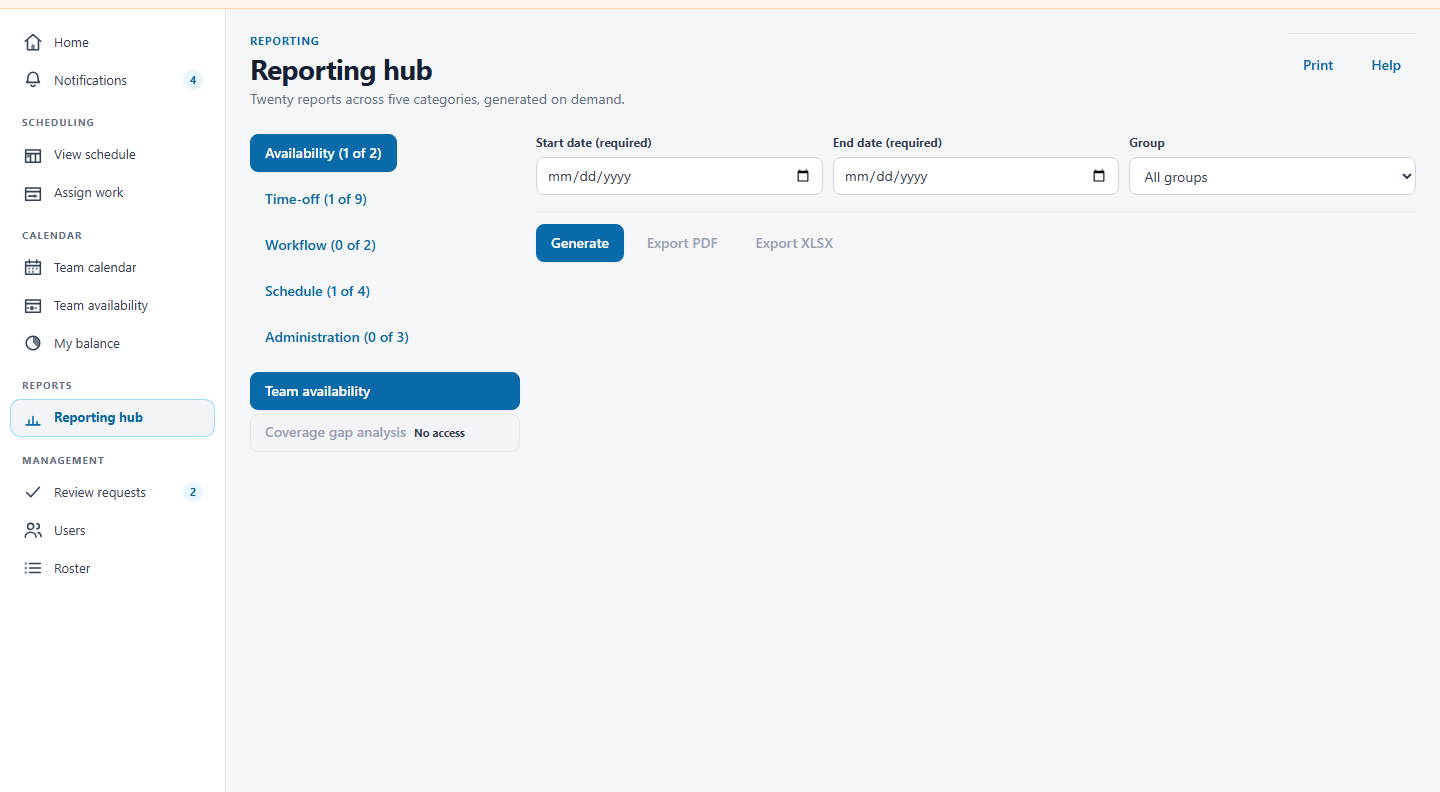 Home
Notifications 4
SCHEDULING
View schedule
Assign work
CALENDAR
Team calendar
Team availability
My balance
REPORTS
Reporting hub
MANAGEMENT
Review requests 2
Users
Roster
REPORTING
Reporting hub
Twenty reports across five categories, generated on demand.
Print Help
Availability (1 of 2)
Time-off (1 of 9)
Workflow (0 of 2)
Schedule (1 of 4)
Administration (0 of 3)
Team availability
Coverage gap analysis No access
Start date (required) End date (required) Group
mm/dd/yyyy mm/dd/yyyy All groups
Generate Export PDF Export XLSX